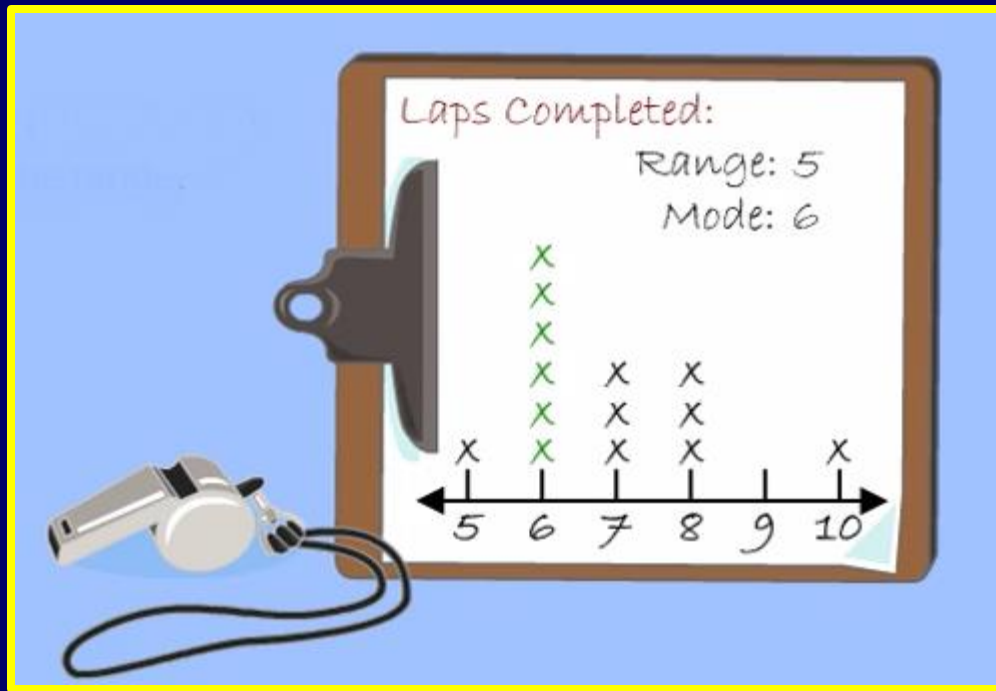 Laps Completed:
Range: 5
Mode: 6
x
x
x
x x x
x x x
x x x x x
5 6 7 8 9 10